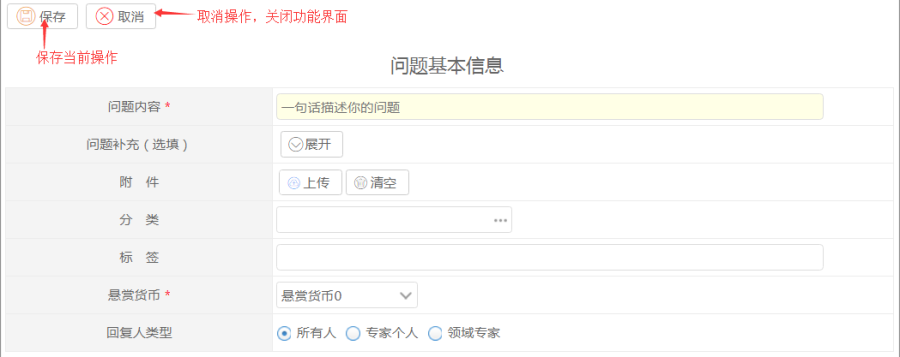 保存 取消 取消操作，关闭功能界面
保存当前操作
问题基本信息
问题内容 * 一句话描述你的问题
问题补充（选填） 展开
附 件 上传 清空
分 类 •••
标 签
悬赏货币 * 悬赏货币0
回复人类型 所有人 专家个人 领域专家